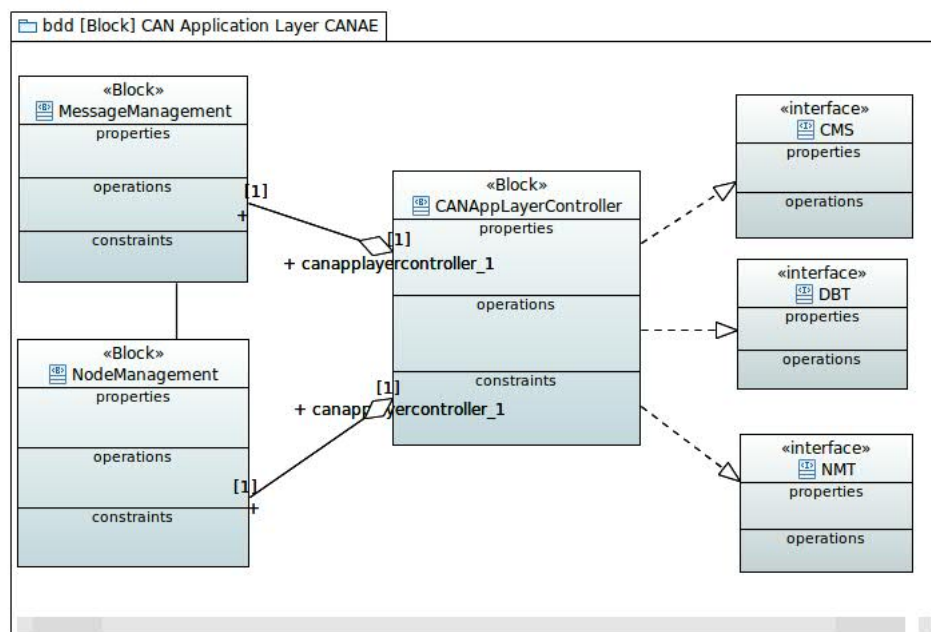 bdd [Block] CAN Application Layer CANAE
«Block»
MessageManagement
properties
operations
constraints
[1]
+
«Block»
NodeManagement
properties
operations
constraints
[1]
+
«Block»
CANAppLayerController
properties
operations
constraints
[1]
+ canapplayercontroller_1
[1]
+ canapplayercontroller_1
«interface»
CMS
properties
operations
«interface»
DBT
properties
operations
«interface»
NMT
properties
operations